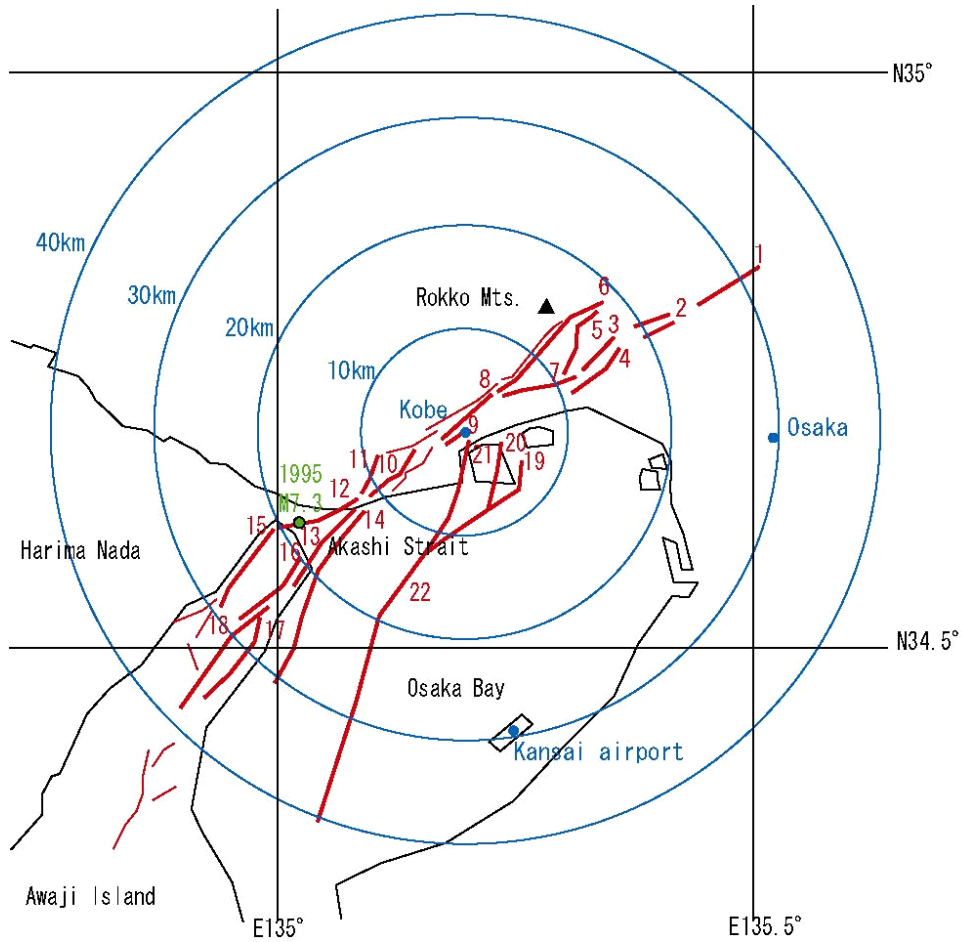 N35°
40km
1
30km
Rokko Mts.
6
2
20km
5
3
4
10km
7
8
Kobe
9
Osaka
20
21
19
11
10
1995
12
M7.3
14
15
13
16
Akashi Strait
Harima Nada
22
18
17
N34.5°
Osaka Bay
Kansai airport
Awaji Island
E135°
E135.5°